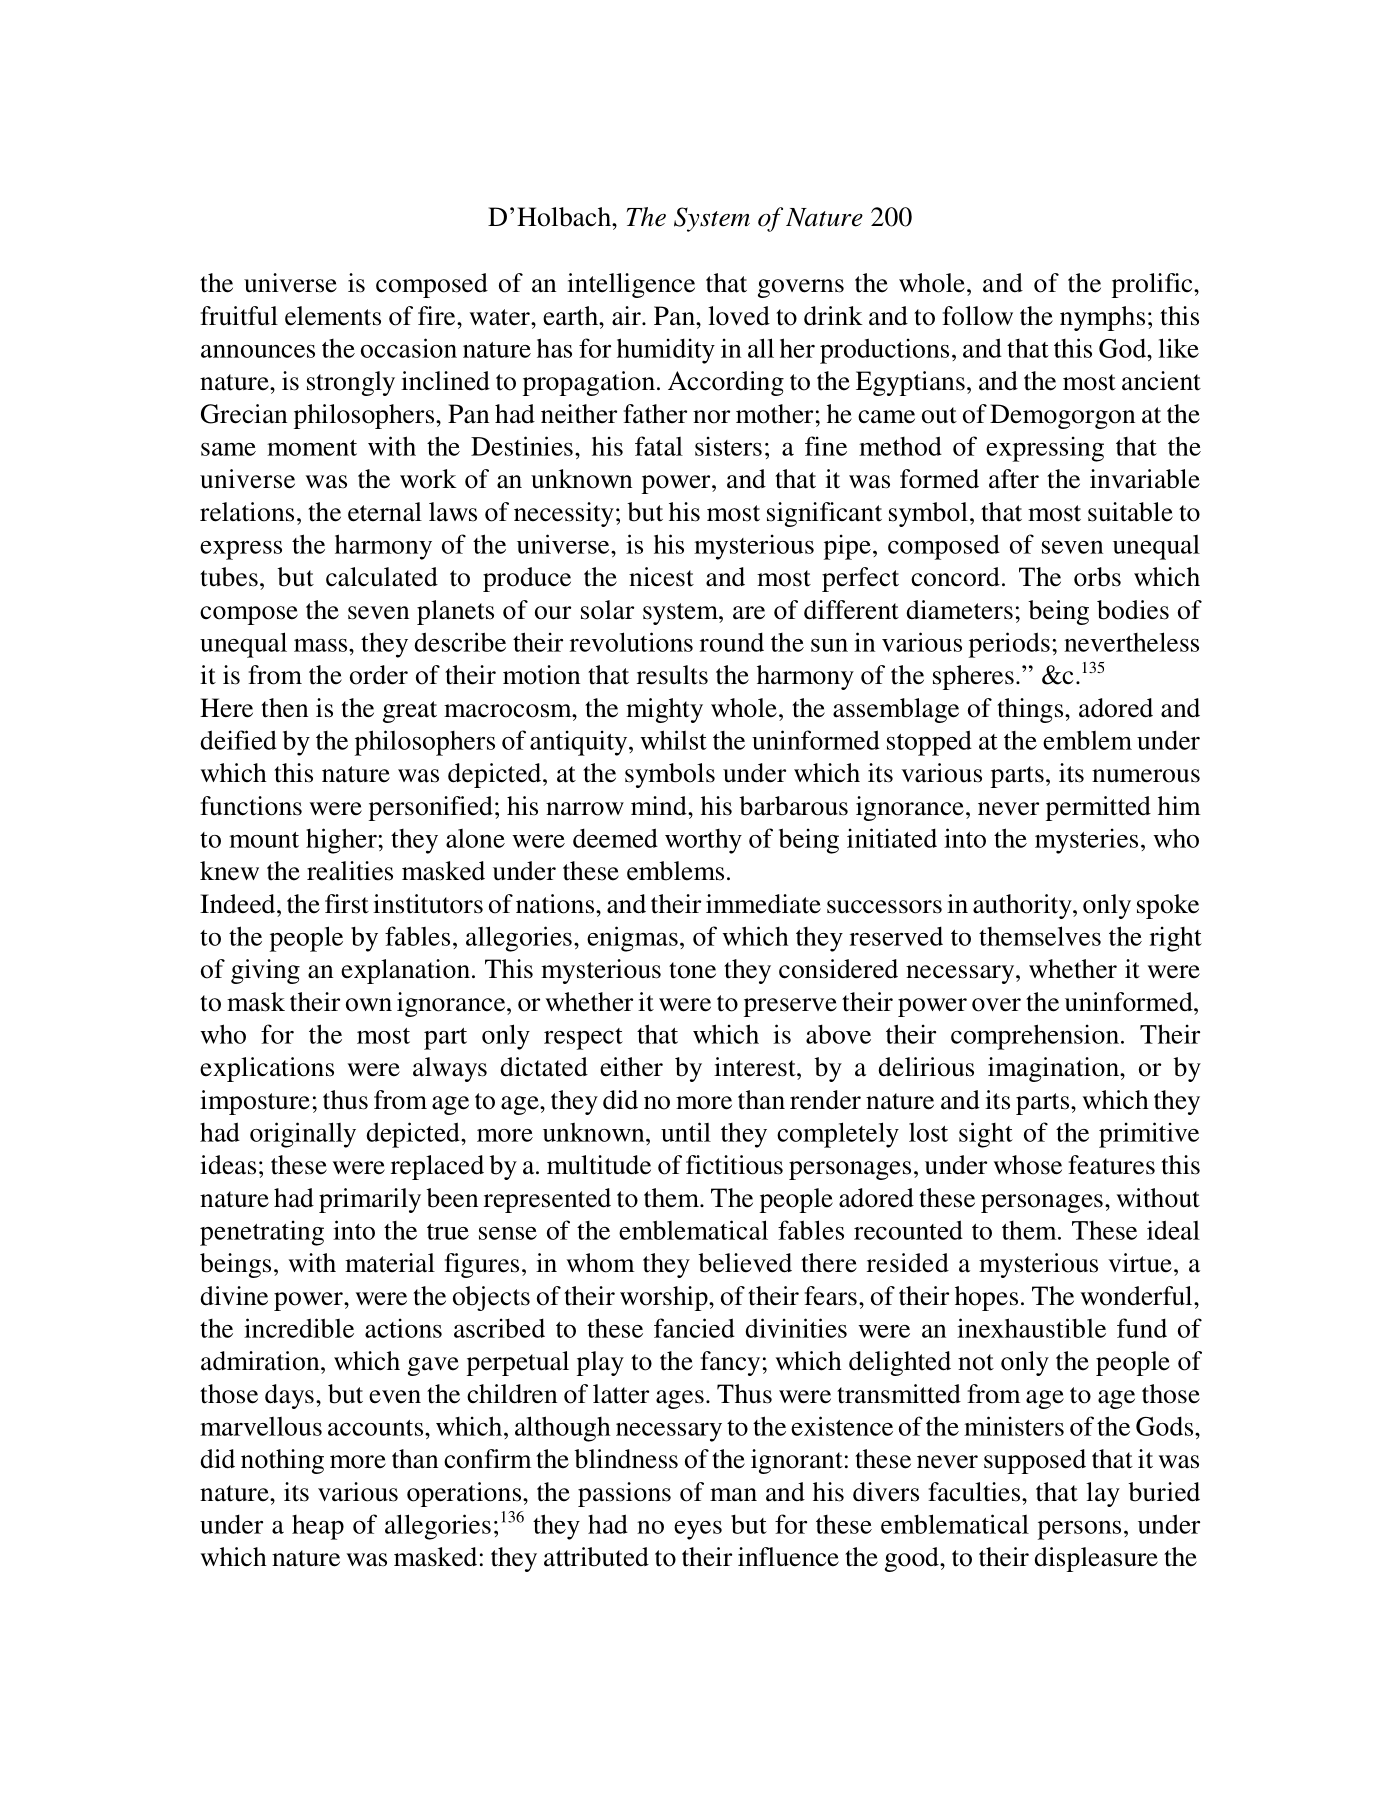 D’Holbach, The System of Nature 200
the universe is composed of an intelligence that governs the whole, and of the prolific,
fruitful elements of fire, water, earth, air. Pan, loved to drink and to follow the nymphs; this
announces the occasion nature has for humidity in all her productions, and that this God, like
nature, is strongly inclined to propagation. According to the Egyptians, and the most ancient
Grecian philosophers, Pan had neither father nor mother; he came out of Demogorgon at the
same moment with the Destinies, his fatal sisters; a fine method of expressing that the
universe was the work of an unknown power, and that it was formed after the invariable
relations, the eternal laws of necessity; but his most significant symbol, that most suitable to
express the harmony of the universe, is his mysterious pipe, composed of seven unequal
tubes, but calculated to produce the nicest and most perfect concord. The orbs which
compose the seven planets of our solar system, are of different diameters; being bodies of
unequal mass, they describe their revolutions round the sun in various periods; nevertheless
it is from the order of their motion that results the harmony of the spheres.” &c.135
Here then is the great macrocosm, the mighty whole, the assemblage of things, adored and
deified by the philosophers of antiquity, whilst the uninformed stopped at the emblem under
which this nature was depicted, at the symbols under which its various parts, its numerous
functions were personified; his narrow mind, his barbarous ignorance, never permitted him
to mount higher; they alone were deemed worthy of being initiated into the mysteries, who
knew the realities masked under these emblems.
Indeed, the first institutors of nations, and their immediate successors in authority, only spoke
to the people by fables, allegories, enigmas, of which they reserved to themselves the right
of giving an explanation. This mysterious tone they considered necessary, whether it were
to mask their own ignorance, or whether it were to preserve their power over the uninformed,
who for the most part only respect that which is above their comprehension. Their
explications were always dictated either by interest, by a delirious imagination, or by
imposture; thus from age to age, they did no more than render nature and its parts, which they
had originally depicted, more unknown, until they completely lost sight of the primitive
ideas; these were replaced by a. multitude of fictitious personages, under whose features this
nature had primarily been represented to them. The people adored these personages, without
penetrating into the true sense of the emblematical fables recounted to them. These ideal
beings, with material figures, in whom they believed there resided a mysterious virtue, a
divine power, were the objects of their worship, of their fears, of their hopes. The wonderful,
the incredible actions ascribed to these fancied divinities were an inexhaustible fund of
admiration, which gave perpetual play to the fancy; which delighted not only the people of
those days, but even the children of latter ages. Thus were transmitted from age to age those
marvellous accounts, which, although necessary to the existence of the ministers of the Gods,
did nothing more than confirm the blindness of the ignorant: these never supposed that it was
nature, its various operations, the passions of man and his divers faculties, that lay buried
under a heap of allegories;136 they had no eyes but for these emblematical persons, under
which nature was masked: they attributed to their influence the good, to their displeasure the